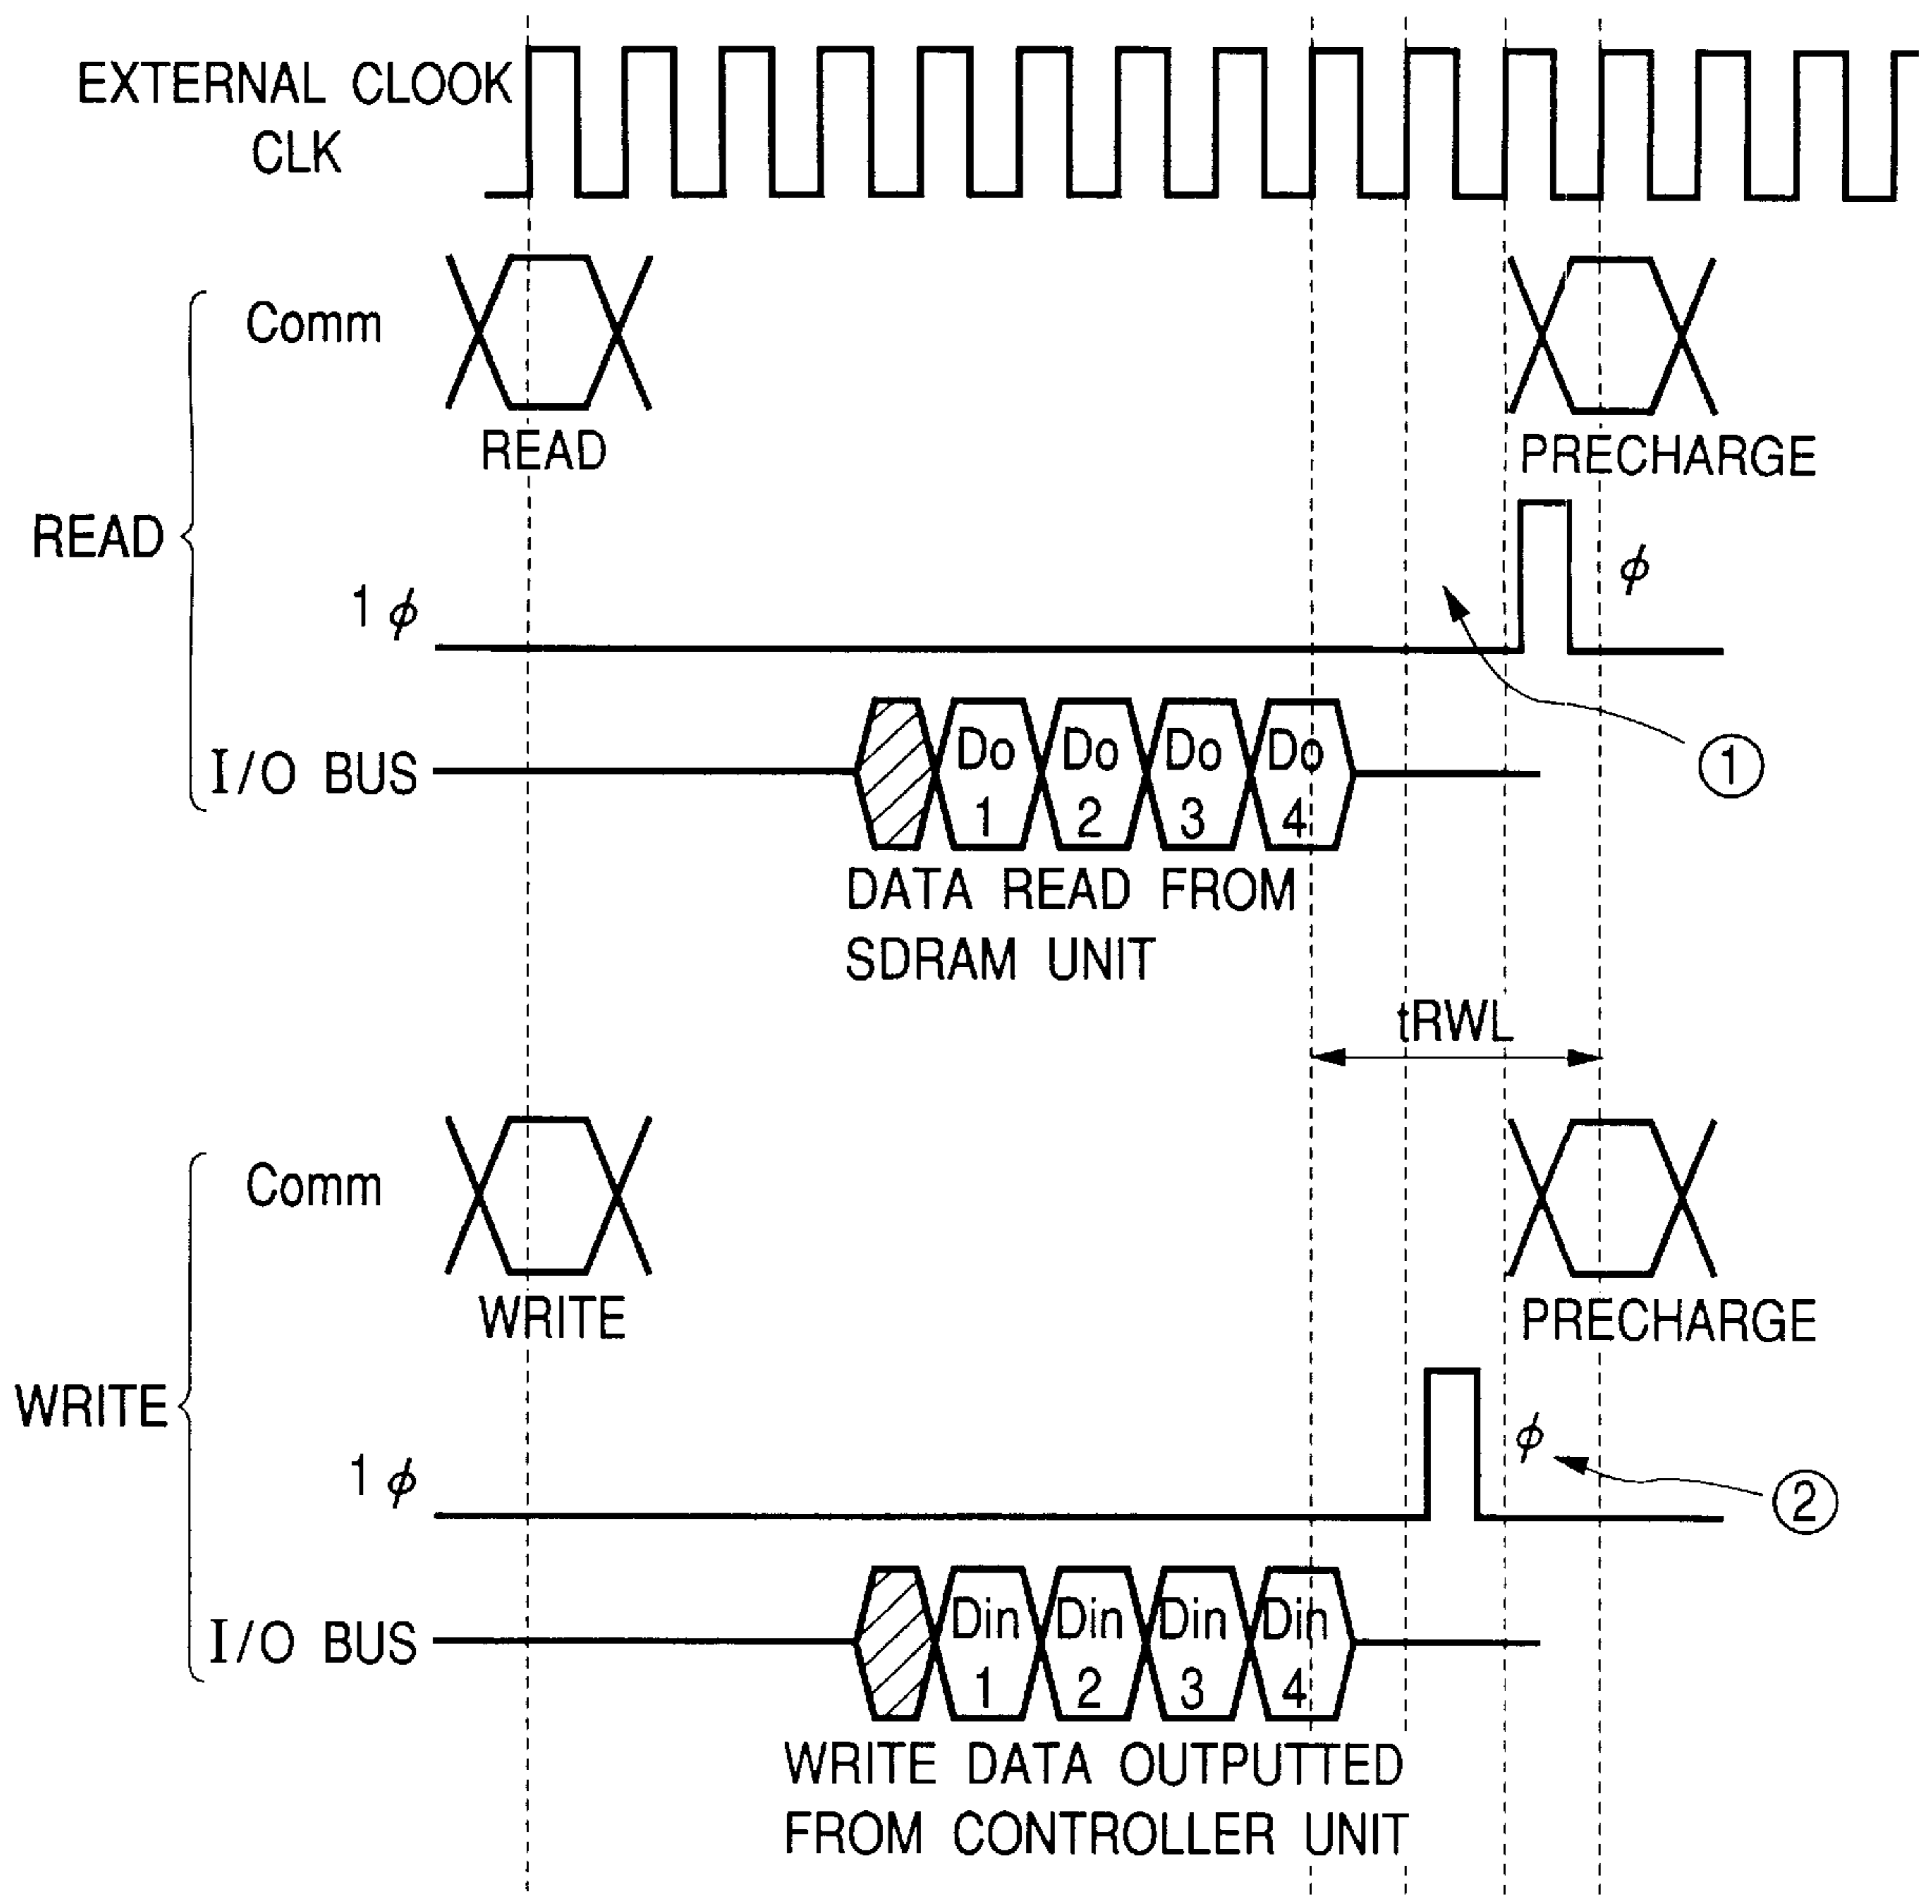 EXTERNAL CLOOK
CLK
Comm
READ
PRECHARGE
READ
1 ϕ
ϕ
①
I/O BUS
Do 1
Do 2
Do 3
Do 4
DATA READ FROM
SDRAM UNIT
tRWL
Comm
WRITE
PRECHARGE
WRITE
1 ϕ
ϕ
②
I/O BUS
Din 1
Din 2
Din 3
Din 4
WRITE DATA OUTPUTTED
FROM CONTROLLER UNIT